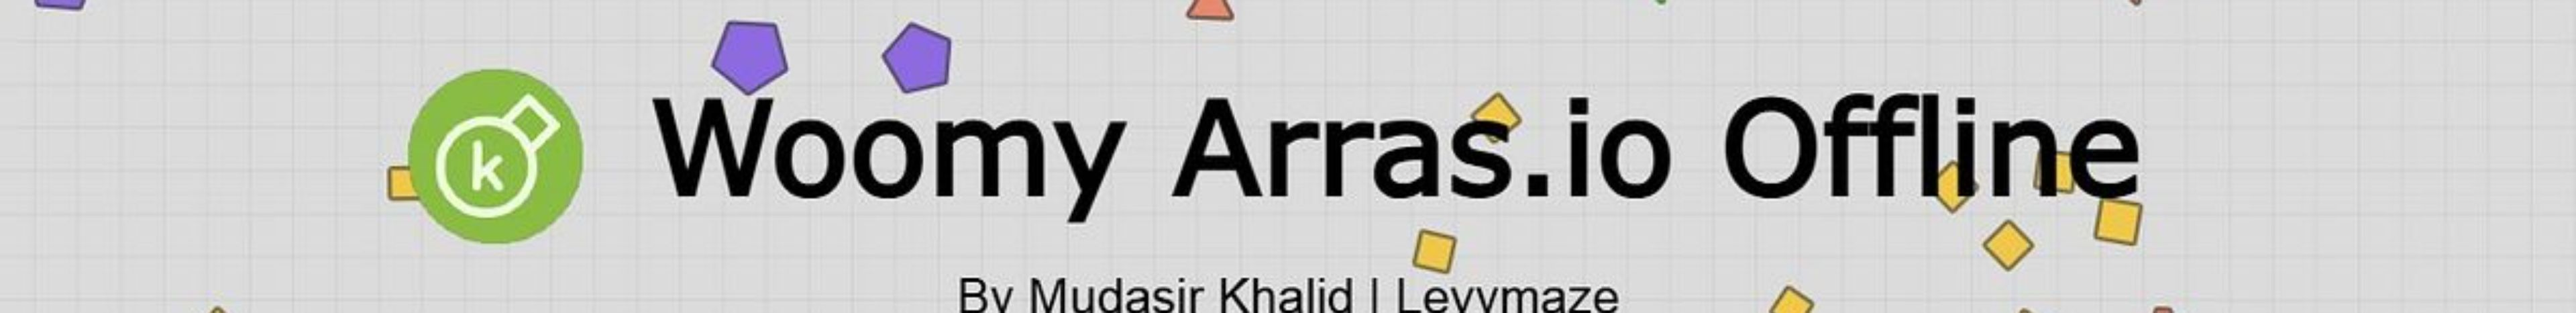 k
Woomy Arras.io Offline
By Mudasir Khalid | Levymaze